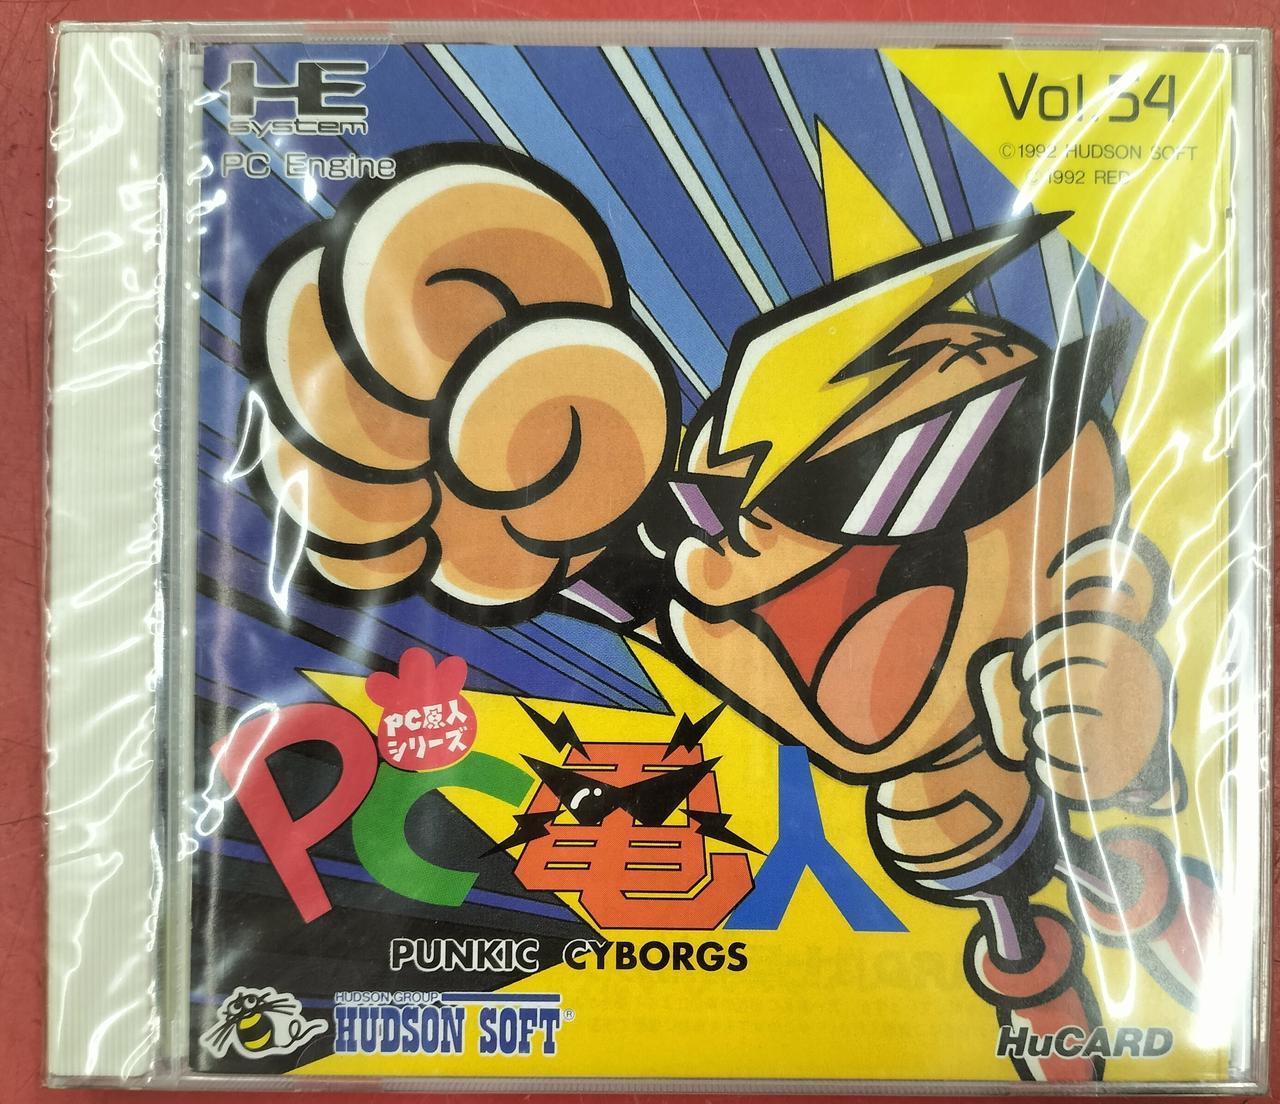 HE
system
PC Engine
Vol.54
©1992 HUDSON SOFT
©1992 RED
PC原人
シリーズ
PC電人
PUNKIC CYBORGS
HUDSON GROUP
HUDSON SOFT®
HuCARD